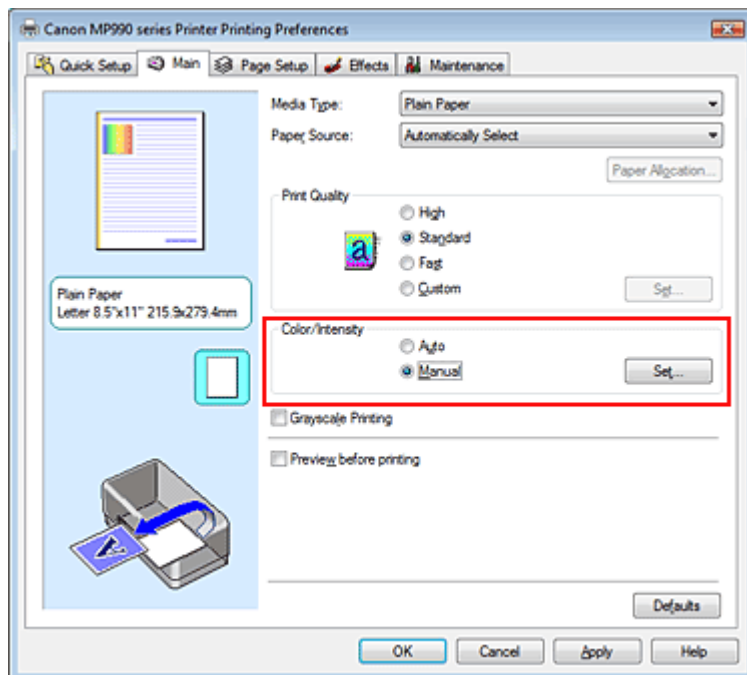 Canon MP990 series Printer Printing Preferences
Quick Setup Main Page Setup Effects Maintenance
Media Type: Plain Paper
Paper Source: Automatically Select
Paper Allocation...
Print Quality
High
a Standard
Fast
Custom Set...
Plain Paper
Letter 8.5"x11" 215.9x279.4mm
Color/Intensity
Auto
Manual Set...
Grayscale Printing
Preview before printing
Defaults
OK Cancel Apply Help